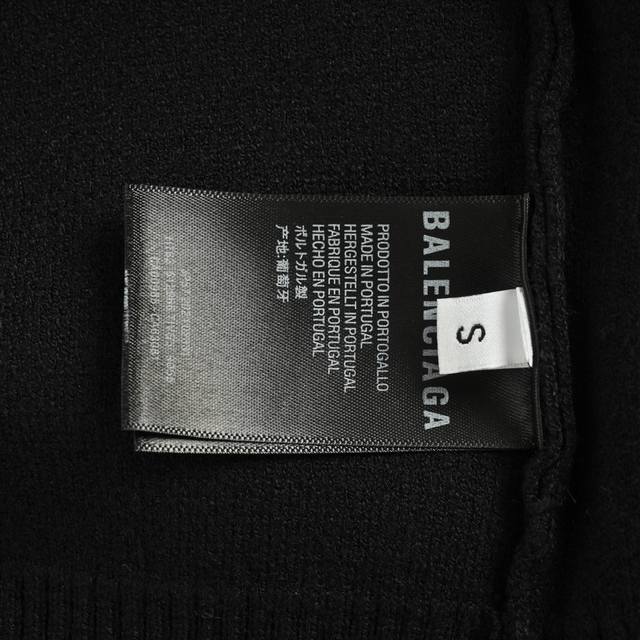 BALENCIAGA
S
PRODOTTO IN PORTOGALLO
MADE IN PORTUGAL
HERGESTELLT IN PORTUGAL
FABRIQUE EN PORTUGAL
HECHO EN PORTUGAL
ポルトガル製
产地:葡萄牙